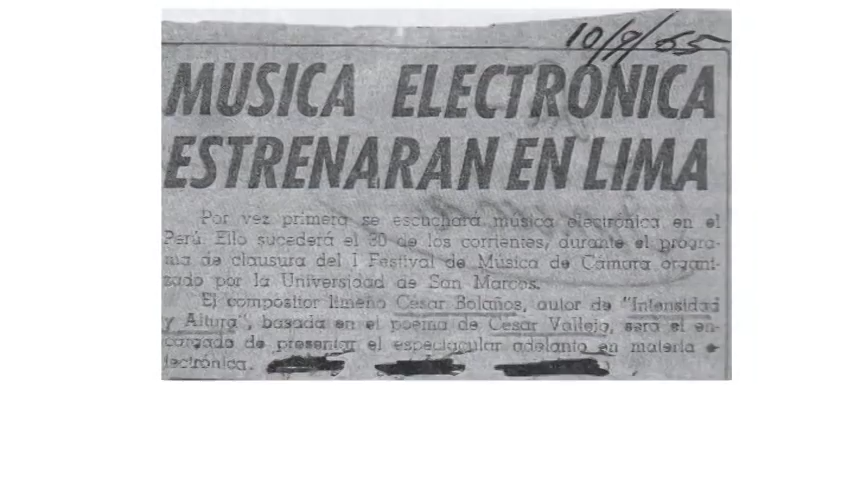 10/9/65
MUSICA ELECTRONICA
ESTRENARAN EN LIMA
Por vez primera se escuchará música electrónica en el
Perú Ello sucederá el 30 de los corrientes, durante el progra-
ma de clausura del I Festival de Música de Cámara organi-
zado por la Universidad de San Marcos.
El compositior limeño César Bolaños, autor de "Intensidad
y Altura", basada en el poema de César Vallejo, será el en-
cargado de presentar el espectacular adelanto en materia e-
lectrónica.